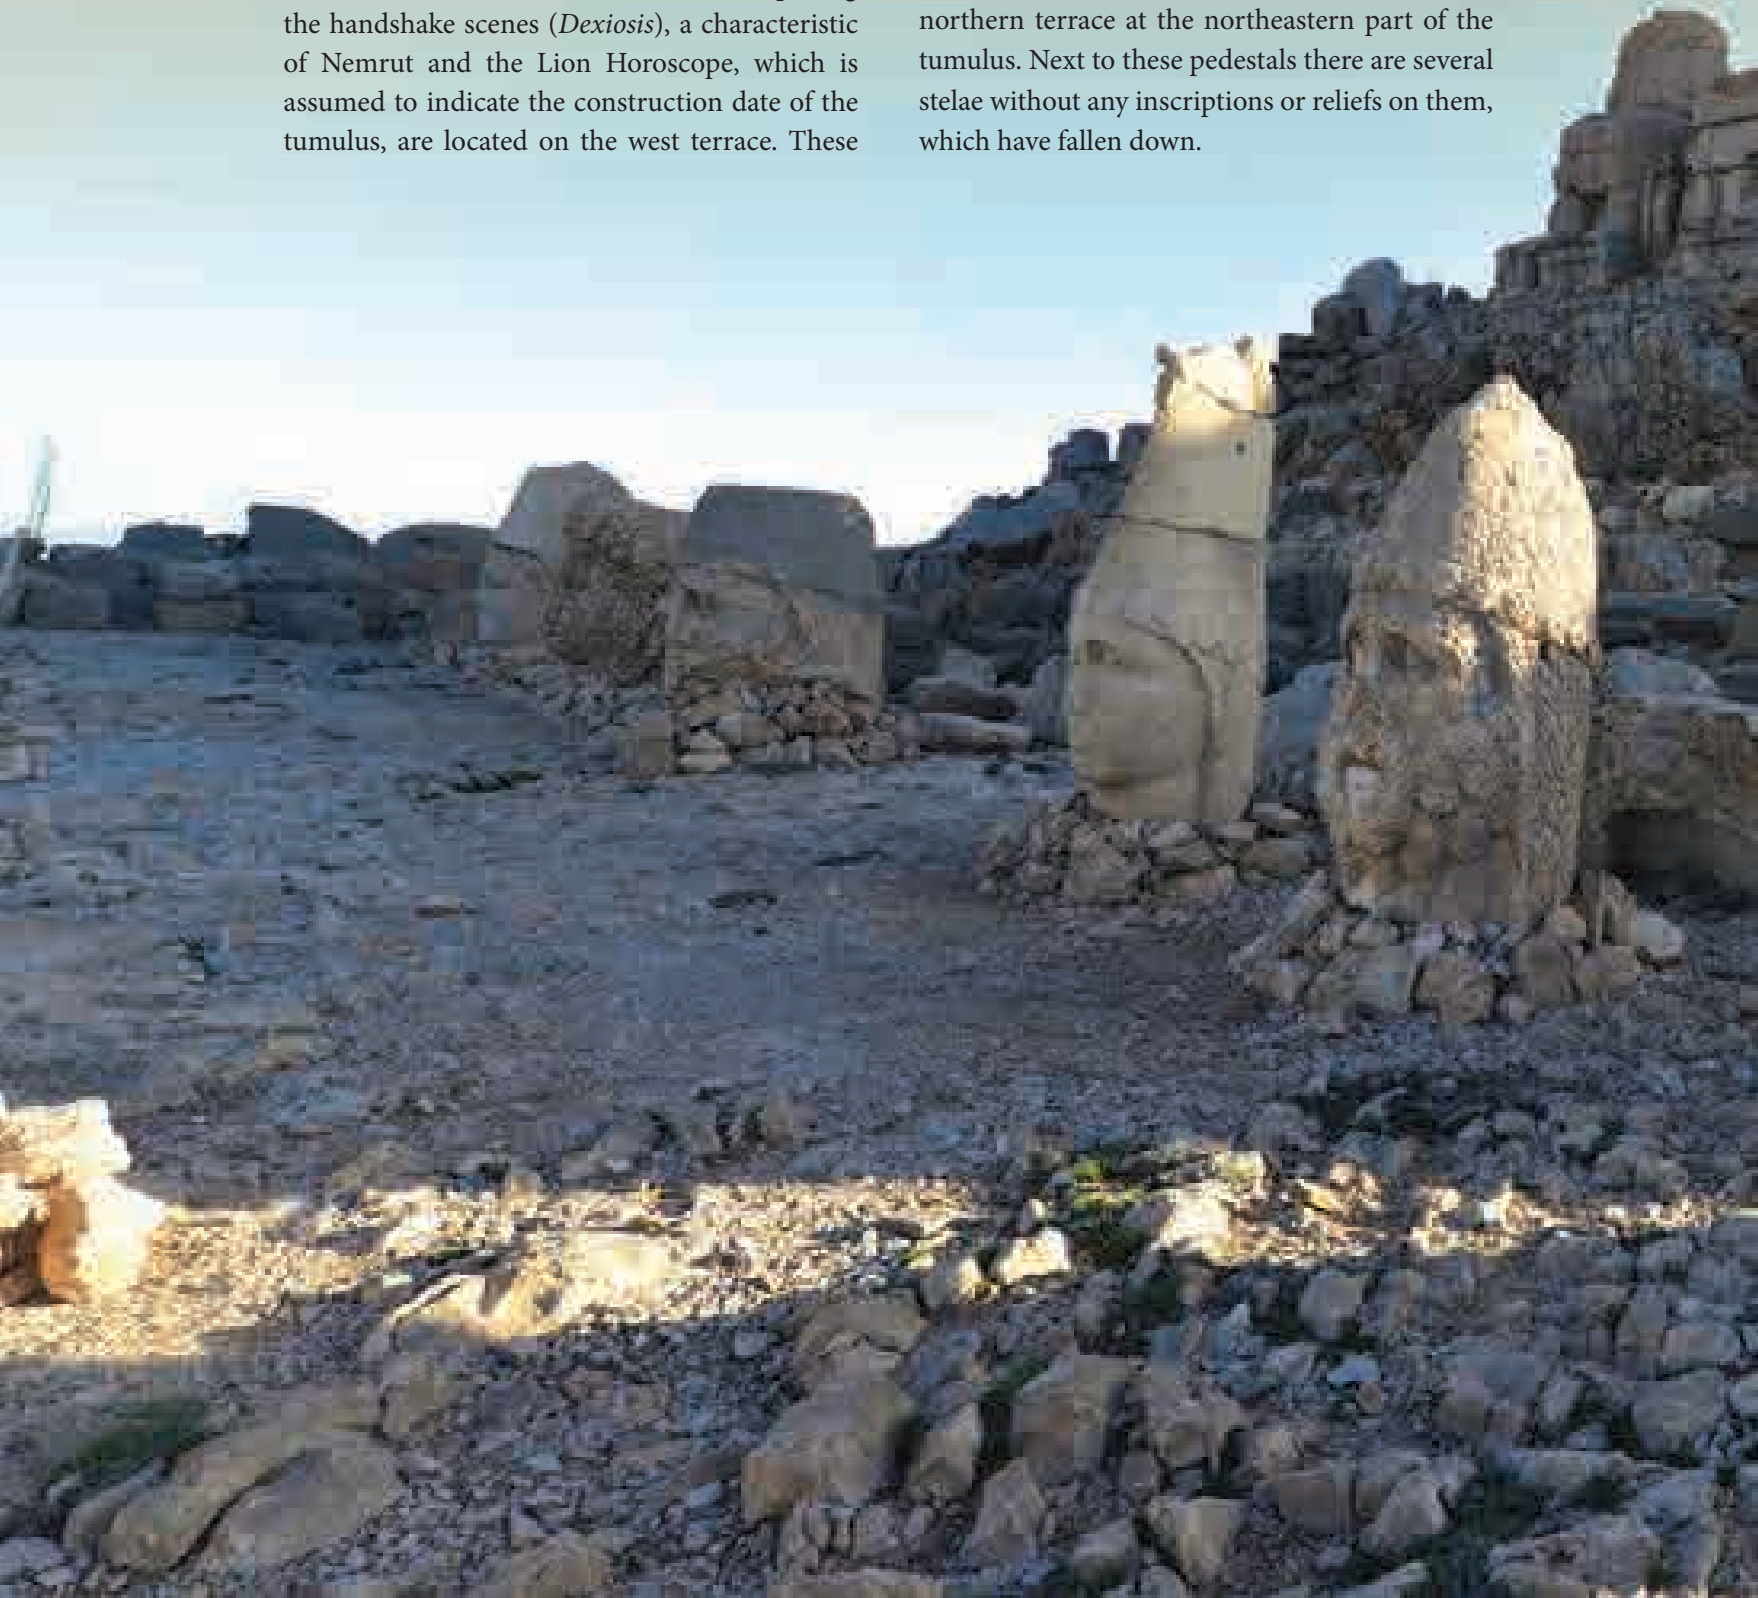 the handshake scenes (Dexiosis), a characteristic
of Nemrut and the Lion Horoscope, which is
assumed to indicate the construction date of the
tumulus, are located on the west terrace. These
northern terrace at the northeastern part of the
tumulus. Next to these pedestals there are several
stelae without any inscriptions or reliefs on them,
which have fallen down.